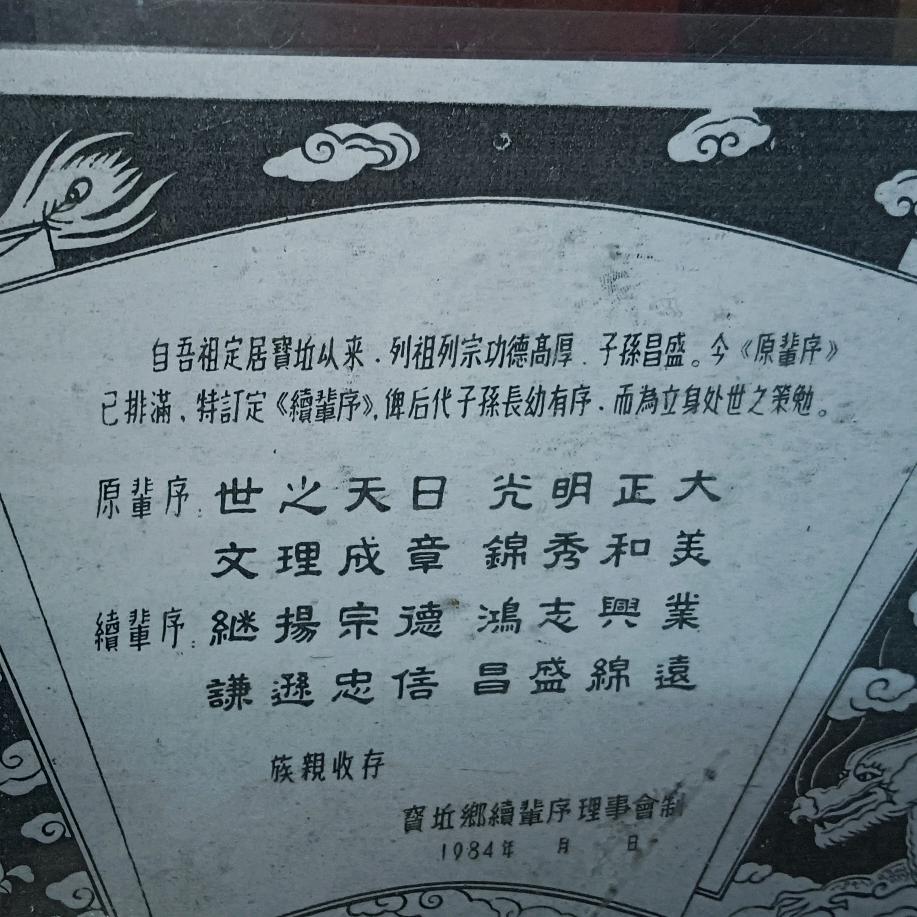 自吾祖定居寶坵以来．列祖列宗功德高厚．子孫昌盛。今《原輩序》
已排滿、特訂定《續輩序》,俾后代子孫長幼有序．而為立身处世之策勉。
原輩序: 世之天日 光明正大
文理成章 錦秀和美
續輩序: 継揚宗德 鴻志興業
謙遜忠信 昌盛綿遠
族親收存
寶坵鄉續輩序理事會制
1984年 月 日